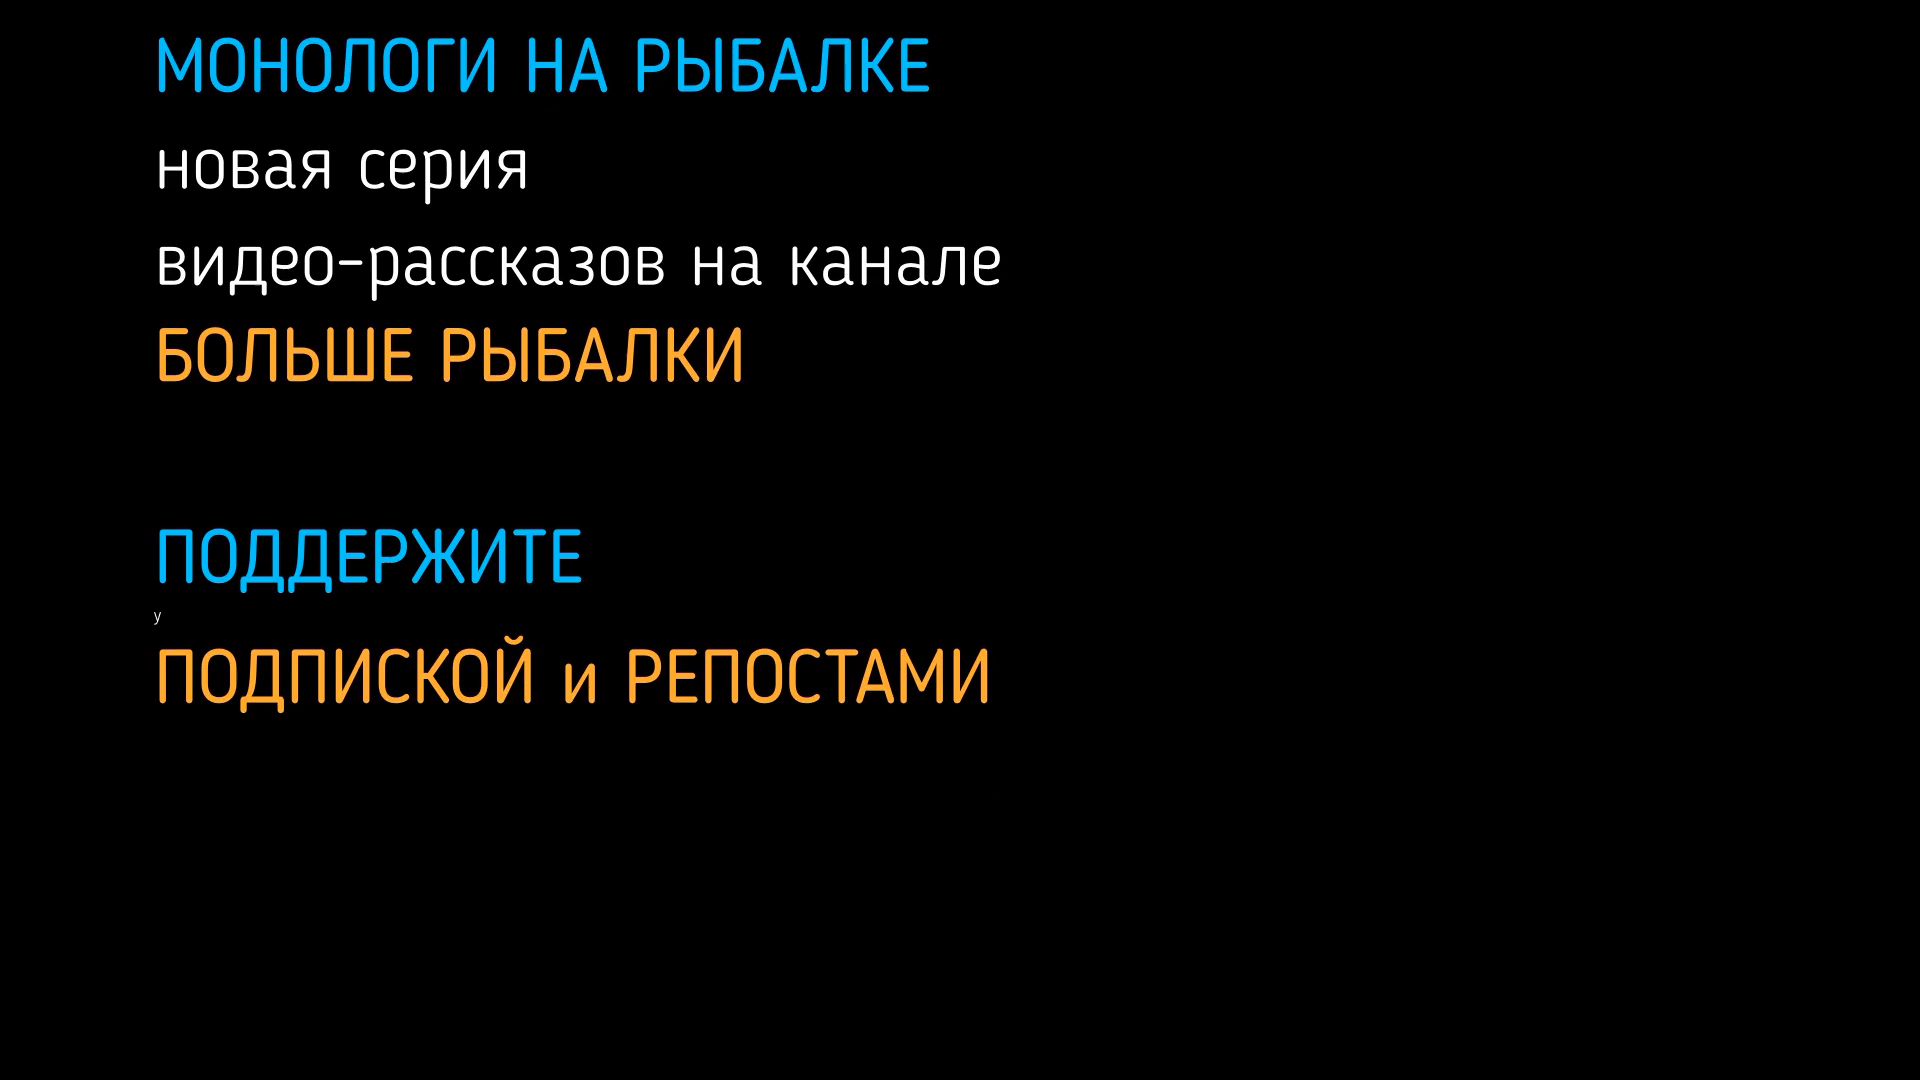 МОНОЛОГИ НА РЫБАЛКЕ
новая серия
видео-рассказов на канале
БОЛЬШЕ РЫБАЛКИ
ПОДДЕРЖИТЕ
у
ПОДПИСКОЙ и РЕПОСТАМИ